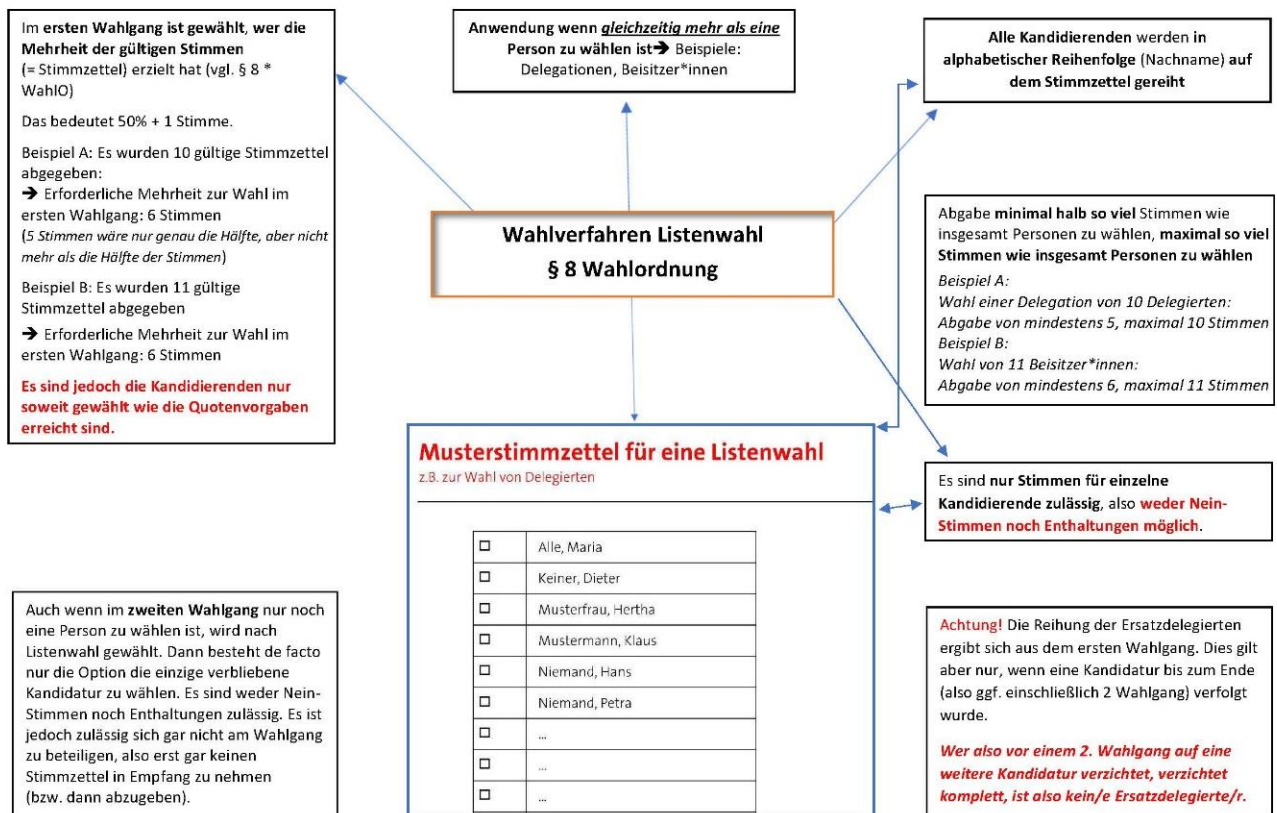 Im ersten Wahlgang ist gewählt, wer die
Mehrheit der gültigen Stimmen
(= Stimmzettel) erzielt hat (vgl. § 8 *
WahlO)
Das bedeutet 50% + 1 Stimme.
Beispiel A: Es wurden 10 gültige Stimmzettel
abgegeben:
➔ Erforderliche Mehrheit zur Wahl im
ersten Wahlgang: 6 Stimmen
(5 Stimmen wäre nur genau die Hälfte, aber nicht
mehr als die Hälfte der Stimmen)
Beispiel B: Es wurden 11 gültige
Stimmzettel abgegeben
➔ Erforderliche Mehrheit zur Wahl im
ersten Wahlgang: 6 Stimmen
Es sind jedoch die Kandidierenden nur
soweit gewählt wie die Quotenvorgaben
erreicht sind.
Anwendung wenn gleichzeitig mehr als eine
Person zu wählen ist➔ Beispiele:
Delegationen, Beisitzer*innen
Alle Kandidierenden werden in
alphabetischer Reihenfolge (Nachname) auf
dem Stimmzettel gereiht
Wahlverfahren Listenwahl
§ 8 Wahlordnung
Abgabe minimal halb so viel Stimmen wie
insgesamt Personen zu wählen, maximal so viel
Stimmen wie insgesamt Personen zu wählen
Beispiel A:
Wahl einer Delegation von 10 Delegierten:
Abgabe von mindestens 5, maximal 10 Stimmen
Beispiel B:
Wahl von 11 Beisitzer*innen:
Abgabe von mindestens 6, maximal 11 Stimmen
Musterstimmzettel für eine Listenwahl
z.B. zur Wahl von Delegierten
Alle, Maria
Keiner, Dieter
Musterfrau, Hertha
Mustermann, Klaus
Niemand, Hans
Niemand, Petra
...
...
...
Es sind nur Stimmen für einzelne
Kandidierende zulässig, also weder Nein-
Stimmen noch Enthaltungen möglich.
Auch wenn im zweiten Wahlgang nur noch
eine Person zu wählen ist, wird nach
Listenwahl gewählt. Dann besteht de facto
nur die Option die einzige verbliebene
Kandidatur zu wählen. Es sind weder Nein-
Stimmen noch Enthaltungen zulässig. Es ist
jedoch zulässig sich gar nicht am Wahlgang
zu beteiligen, also erst gar keinen
Stimmzettel in Empfang zu nehmen
(bzw. dann abzugeben).
Achtung! Die Reihung der Ersatzdelegierten
ergibt sich aus dem ersten Wahlgang. Dies gilt
aber nur, wenn eine Kandidatur bis zum Ende
(also ggf. einschließlich 2 Wahlgang) verfolgt
wurde.
Wer also vor einem 2. Wahlgang auf eine
weitere Kandidatur verzichtet, verzichtet
komplett, ist also kein/e Ersatzdelegierte/r.